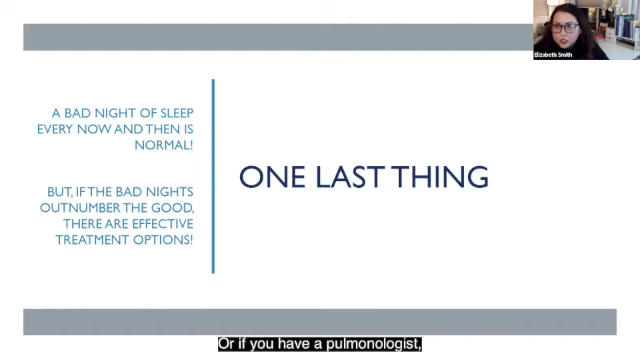 Elizabeth Smith
A BAD NIGHT OF SLEEP
EVERY NOW AND THEN IS
NORMAL!
BUT, IF THE BAD NIGHTS
OUTNUMBER THE GOOD,
THERE ARE EFFECTIVE
TREATMENT OPTIONS!
ONE LAST THING
Or if you have a pulmonologist,